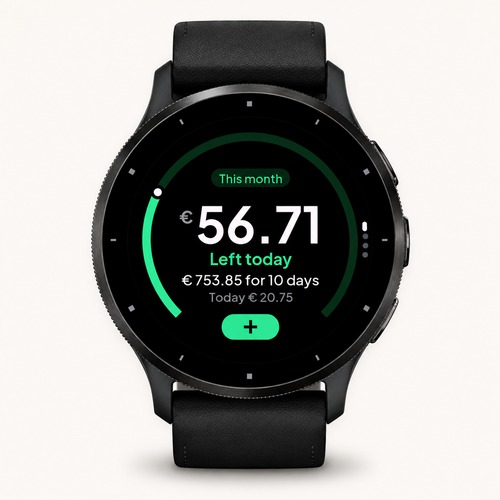 This month
€56.71
Left today
€ 753.85 for 10 days
Today € 20.75
+